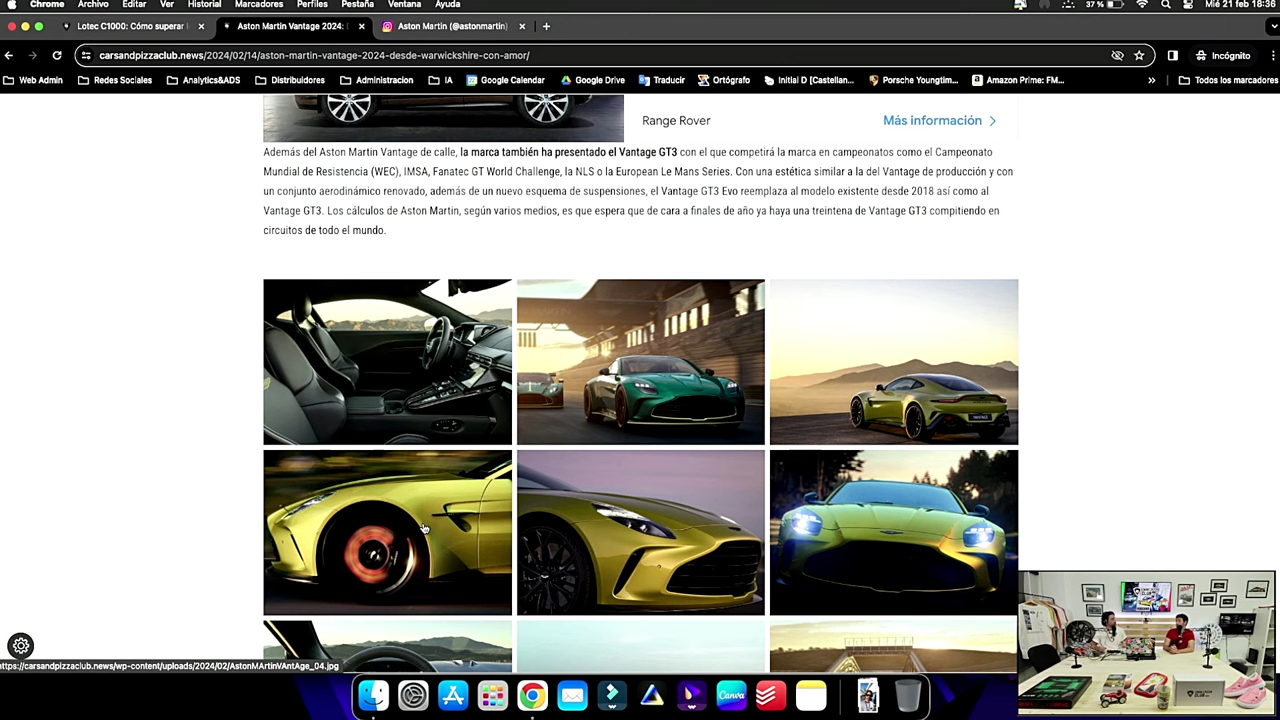 Chrome Archivo Editar Ver Historial Marcadores Perfiles Pestaña Ventana Ayuda 37 % Mié 21 feb 18:36
Lotec C1000: Cómo superar Aston Martin Vantage 2024: Aston Martin (@astonmartin)
carsandpizzaclub.news/2024/02/14/aston-martin-vantage-2024-desde-warwickshire-con-amor/ Incógnito
Web Admin Redes Sociales Analytics&ADS Distribuidores Administracion IA Google Calendar Google Drive Traducir Ortógrafo Initial D [Castellan... Porsche Youngtim... Amazon Prime: FM... » Todos los marcadores
Range Rover Más información
Además del Aston Martin Vantage de calle, la marca también ha presentado el Vantage GT3 con el que competirá la marca en campeonatos como el Campeonato
Mundial de Resistencia (WEC), IMSA, Fanatec GT World Challenge, la NLS o la European Le Mans Series. Con una estética similar a la del Vantage de producción y con
un conjunto aerodinámico renovado, además de un nuevo esquema de suspensiones, el Vantage GT3 Evo reemplaza al modelo existente desde 2018 así como al
Vantage GT3. Los cálculos de Aston Martin, según varios medios, es que espera que de cara a finales de año ya haya una treintena de Vantage GT3 compitiendo en
circuitos de todo el mundo.
VANTAGE
https://carsandpizzaclub.news/wp-content/uploads/2024/02/AstonMArtinVAntAge_04.jpg
Canva